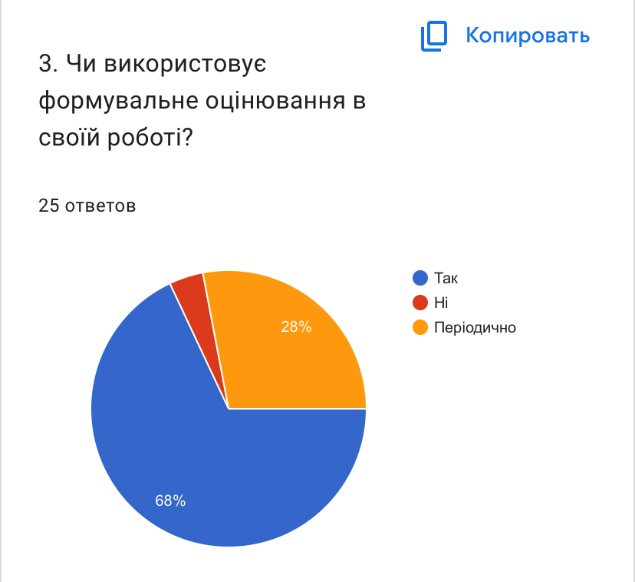 Копировать
3. Чи використовує
формувальне оцінювання в
своїй роботі?
25 ответов
Так
Ні
Періодично
28%
68%